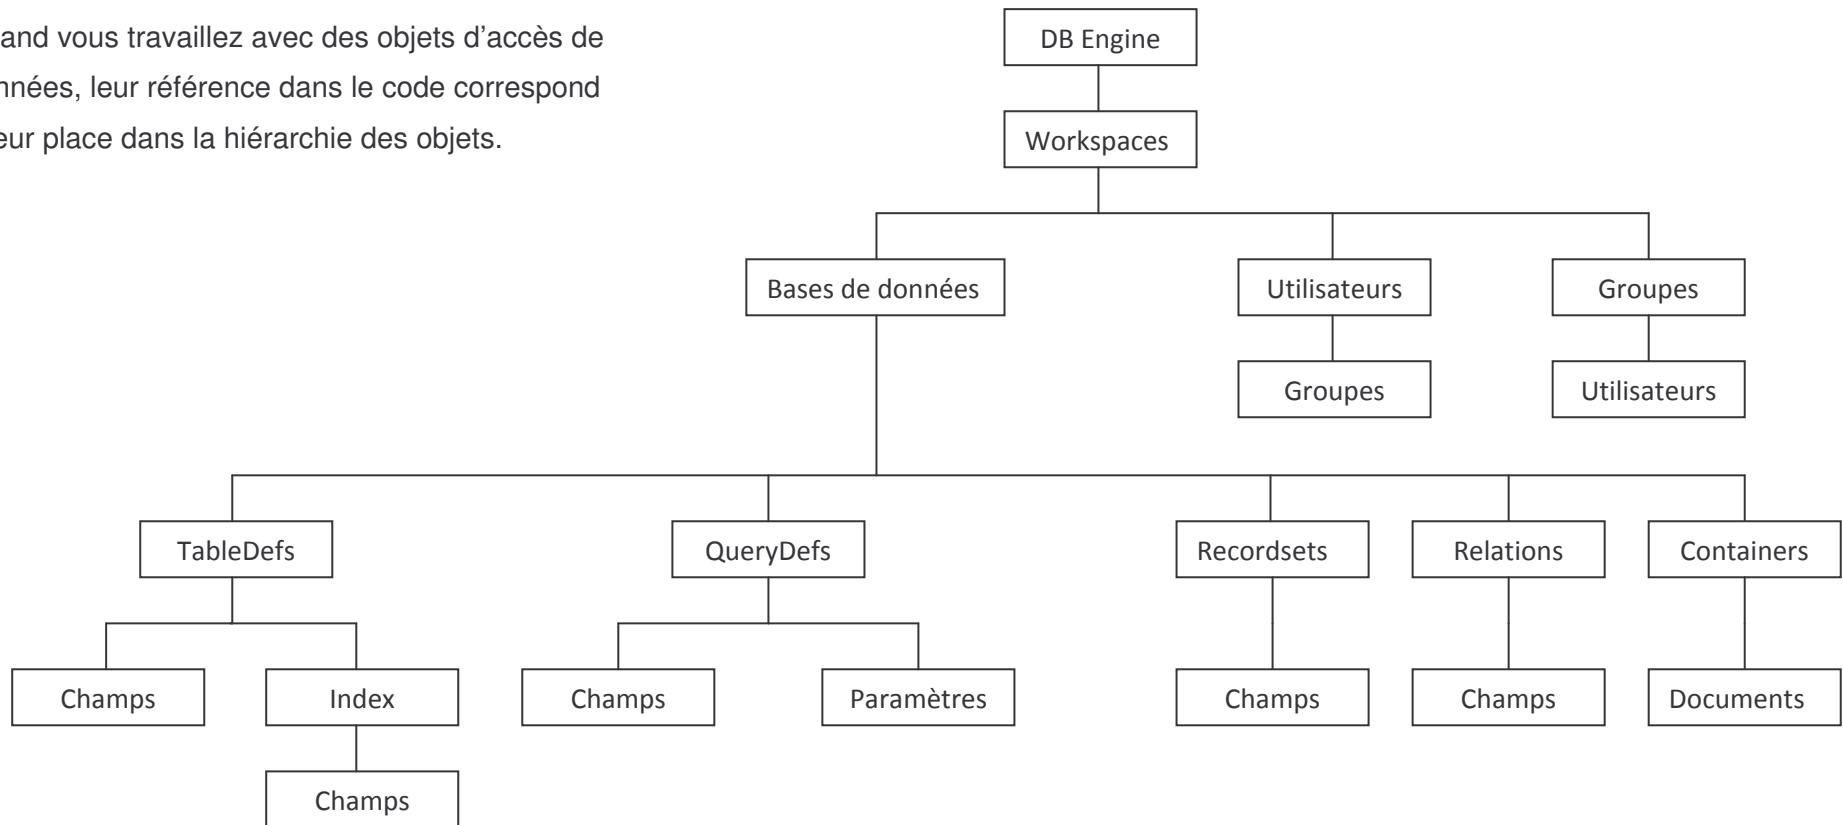 and vous travaillez avec des objets d’accès de
nnées, leur référence dans le code correspond
eur place dans la hiérarchie des objets.
DB Engine
Workspaces
Bases de données
Utilisateurs
Groupes
Groupes
Utilisateurs
TableDefs
QueryDefs
Recordsets
Relations
Containers
Champs
Index
Champs
Paramètres
Champs
Champs
Documents
Champs